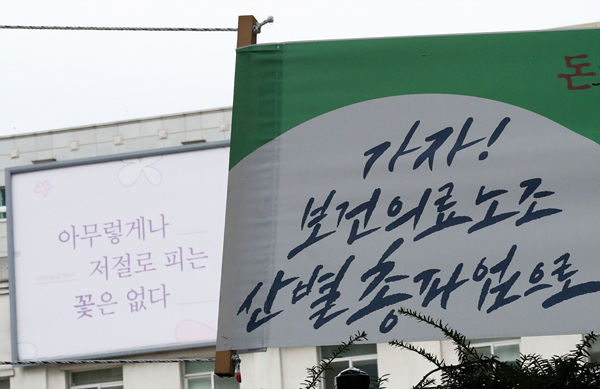 아무렇게나
저절로 피는
꽃은 없다
돈
가자!
보건의료노조
산별총파업으로